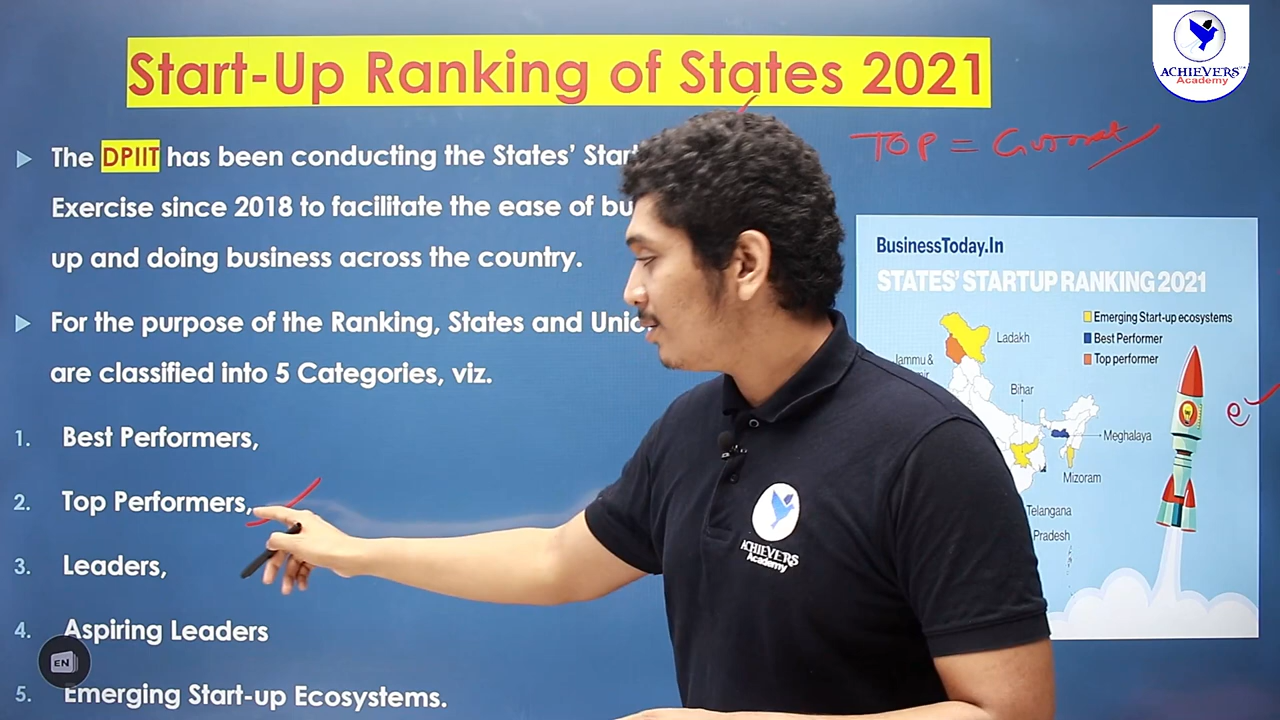 Start-Up Ranking of States 2021
ACHIEVERS
Academy
TOP = Gujrat
The DPIIT has been conducting the States' Start
Exercise since 2018 to facilitate the ease of bu
up and doing business across the country.
For the purpose of the Ranking, States and Unio
are classified into 5 Categories, viz.
1. Best Performers,
2. Top Performers,
3. Leaders,
4. Aspiring Leaders
5. Emerging Start-up Ecosystems.
EN
BusinessToday.In
STATES' STARTUP RANKING 2021
Emerging Start-up ecosystems
Best Performer
Top performer
Ladakh
Jammu &
Bihar
Meghalaya
Mizoram
Telangana
Pradesh
ACHIEVERS
Academy